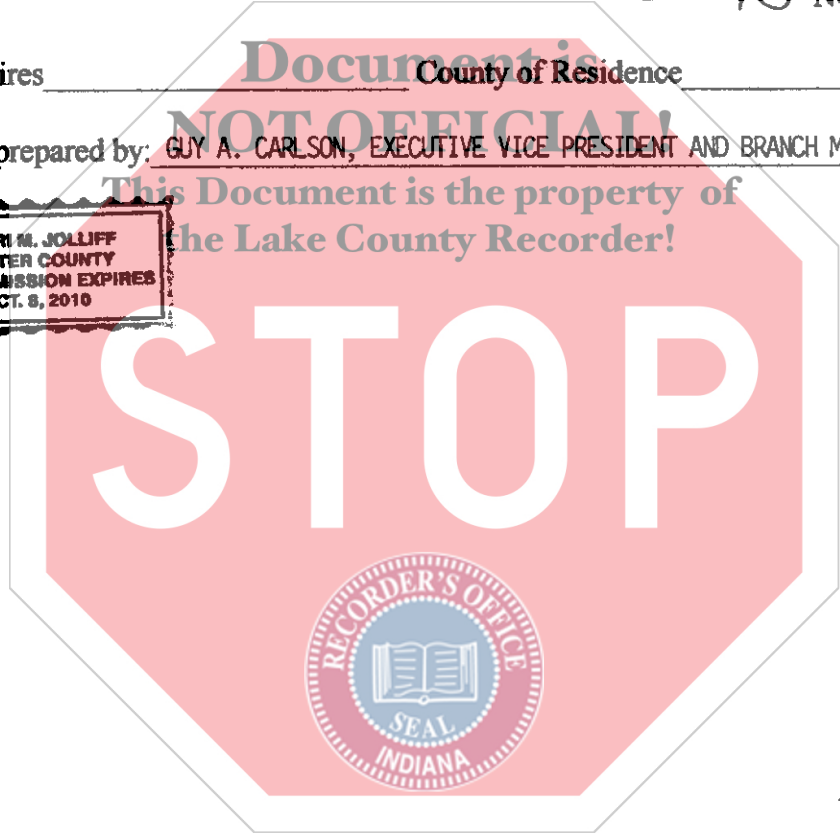 Document is
ires County of Residence
NOT OFFICIAL!
prepared by: GUY A. CARLSON, EXECUTIVE VICE PRESIDENT AND BRANCH M
This Document is the property of
the Lake County Recorder!
RI M. JOLLIFF
TER COUNTY
MISSION EXPIRES
CT. 8, 2010
STOP
RECORDER'S OFFICE
SEAL
INDIANA